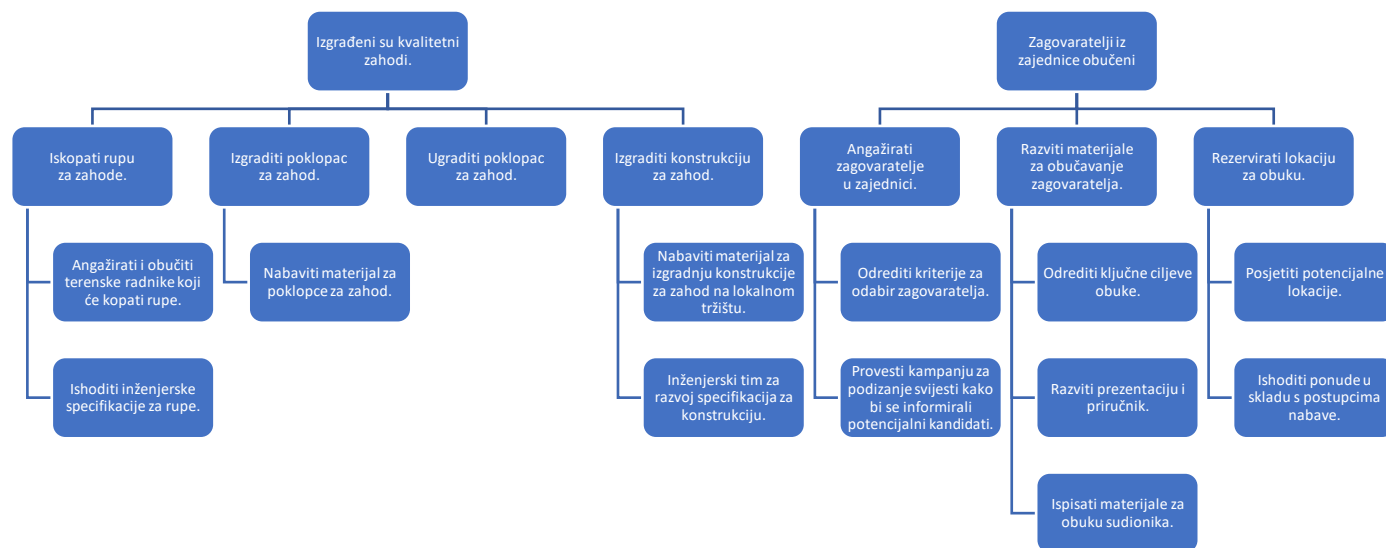 Izgrađeni su kvalitetni
zahodi.
Zagovaratelji iz
zajednice obučeni
Iskopati rupu
za zahode.
Izgraditi poklopac
za zahod.
Ugraditi poklopac
za zahod.
Izgraditi konstrukciju
za zahod.
Angažirati
zagovaratelje
u zajednici.
Razviti materijale
za obučavanje
zagovaratelja.
Rezervirati lokaciju
za obuku.
Angažirati i obučiti
terenske radnike koji
će kopati rupe.
Nabaviti materijal za
poklopce za zahod.
Nabaviti materijal za
izgradnju konstrukcije
za zahod na lokalnom
tržištu.
Odrediti kriterije za
odabir zagovaratelja.
Odrediti ključne ciljeve
obuke.
Posjetiti potencijalne
lokacije.
Ishoditi inženjerske
specifikacije za rupe.
Inženjerski tim za
razvoj specifikacija za
konstrukciju.
Provesti kampanju za
podizanje svijesti kako
bi se informirali
potencijalni kandidati.
Razviti prezentaciju i
priručnik.
Ishoditi ponude u
skladu s postupcima
nabave.
Ispisati materijale za
obuku sudionika.